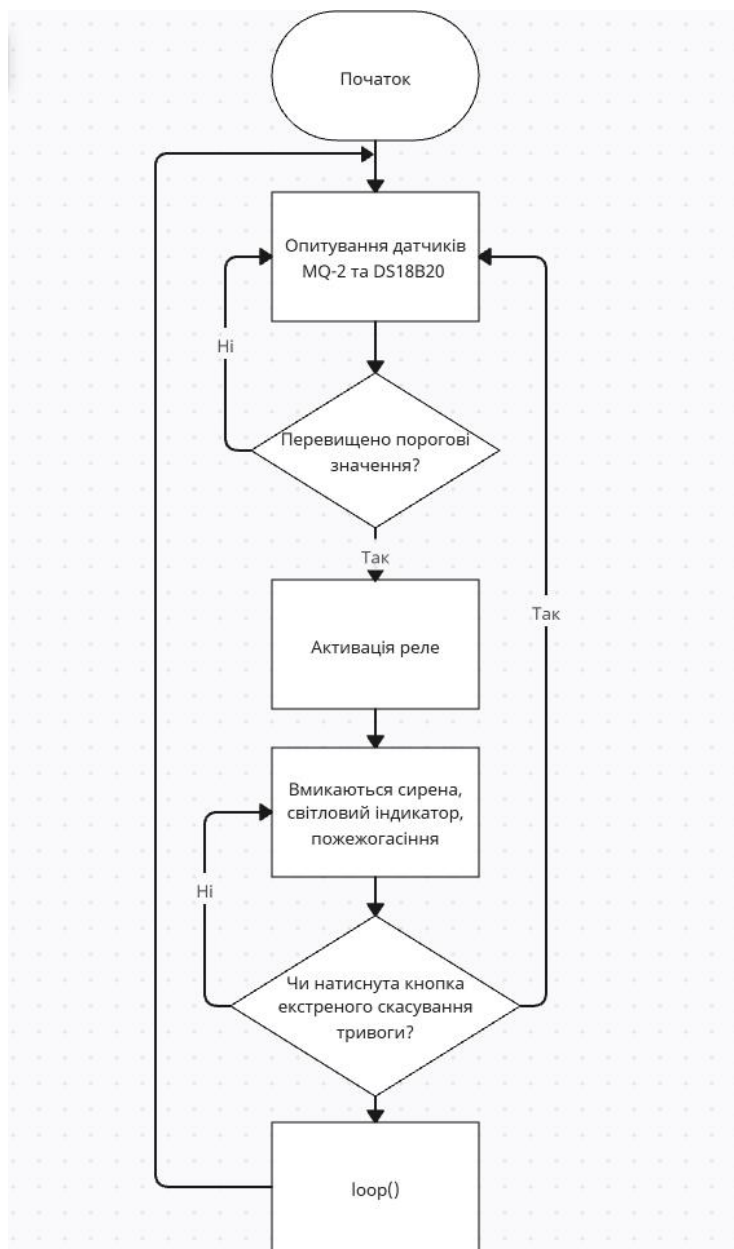 Початок
Опитування датчиків
MQ-2 та DS18B20
Ні
Перевищено порогові
значення?
Так
Так
Активація реле
Вмикаються сирена,
світловий індикатор,
пожежогасіння
Ні
Чи натиснута кнопка
екстреного скасування
тривоги?
loop()